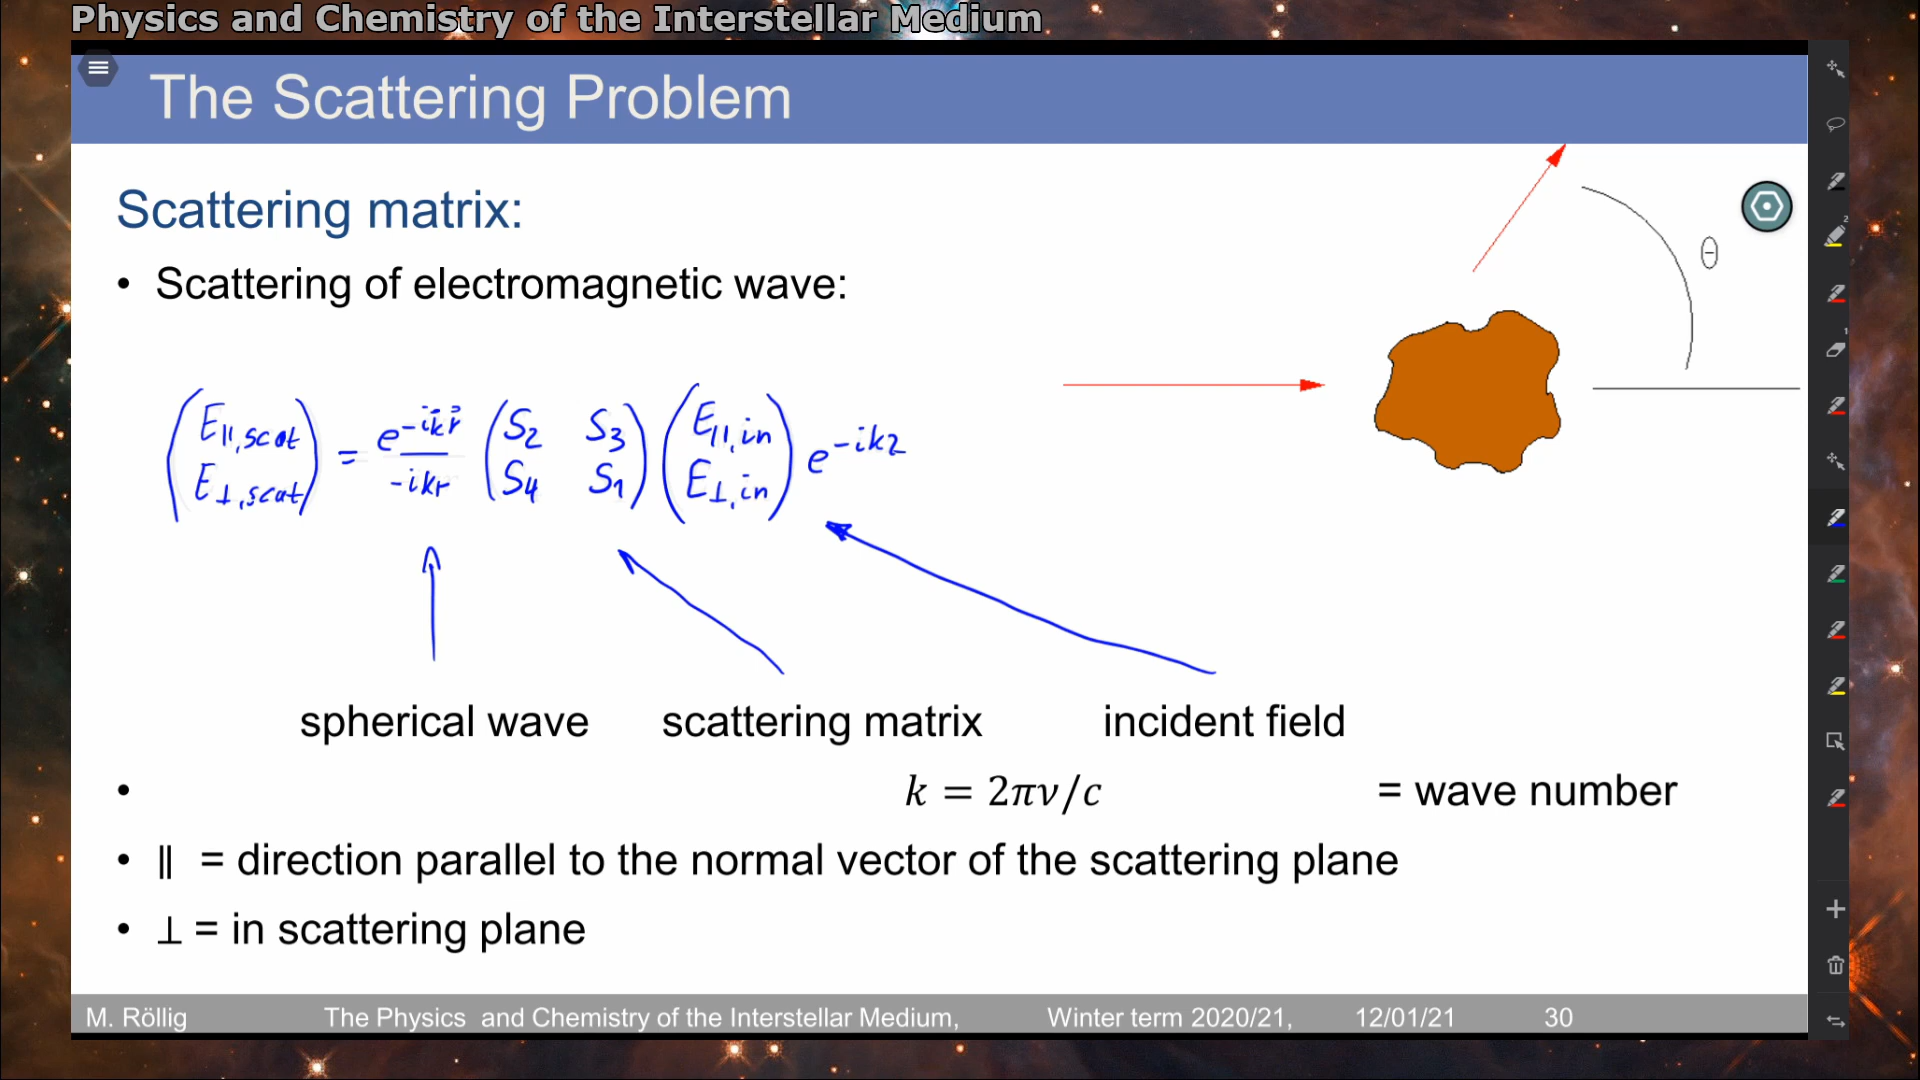 Physics and Chemistry of the Interstellar Medium
The Scattering Problem
Scattering matrix:
• Scattering of electromagnetic wave:
θ
(E∥,scat E⊥,scat) = e^-ik⃗r⃗ / -ikr (S2 S3 S4 S1) (E∥,in E⊥,in) e^-ikz
spherical wave scattering matrix incident field
• k = 2πν/c = wave number
• ∥ = direction parallel to the normal vector of the scattering plane
• ⊥ = in scattering plane
M. Röllig The Physics and Chemistry of the Interstellar Medium, Winter term 2020/21, 12/01/21 30
2
1